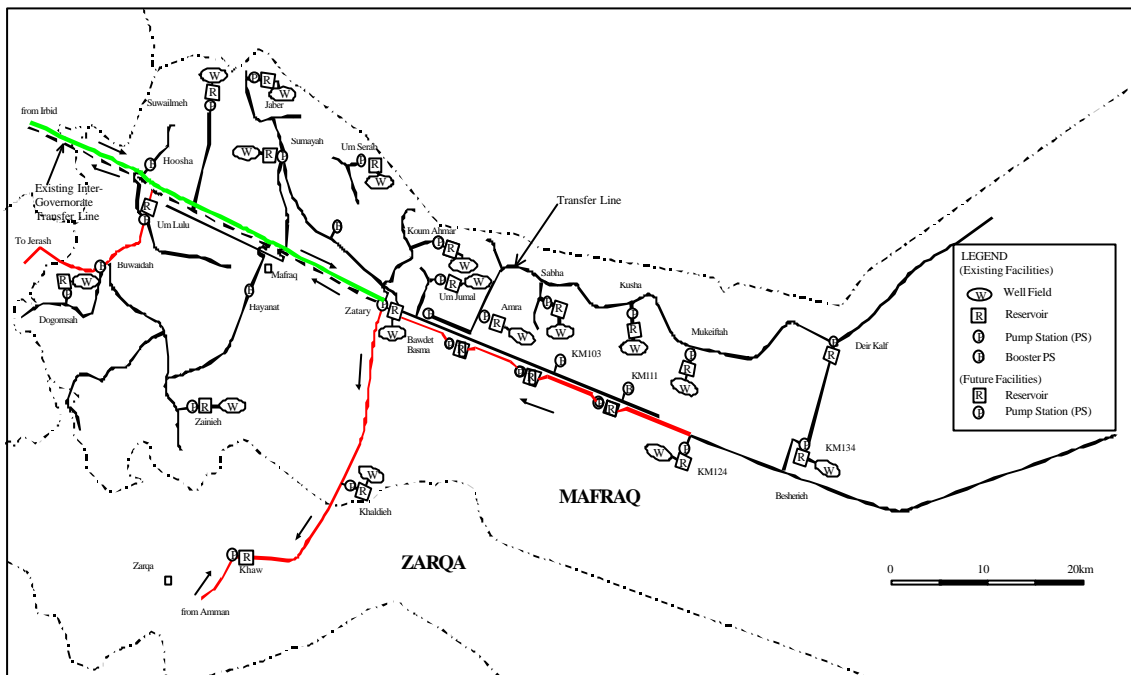 W
P
R
W
R
P
Jaber
Suwailmeh
from Irbid
Sumayah
Um Serab
P
R
W
W
R
P
P
Hoosha
Existing Inter-
Governorate
Transfer Line
R
P
Um Lulu
To Jerash
Buwaidah
P
R
W
P
Dogomsah
Mafraq
Hayanat
P
P
Koum Ahmar
P
R
W
Transfer Line
P
R
W
Um Jumal
Sabha
Kusha
Amra
P
R
W
P
R
W
P
R
W
Mukeiftah
P
R
W
Deir Kalf
P
R
Zatary
P
R
W
Bawdet
Basma
P
R
P
R
KM103
P
KM111
B
P
R
P
R
W
Zainieh
W
P
R
KM124
KM134
P
R
W
Besherieh
W
P
R
Khaldieh
MAFRAQ
ZARQA
P
R
Khaw
Zarqa
from Amman
LEGEND
(Existing Facilities)
W Well Field
R Reservoir
P Pump Station (PS)
B Booster PS
(Future Facilities)
R Reservoir
P Pump Station (PS)
0 10 20km